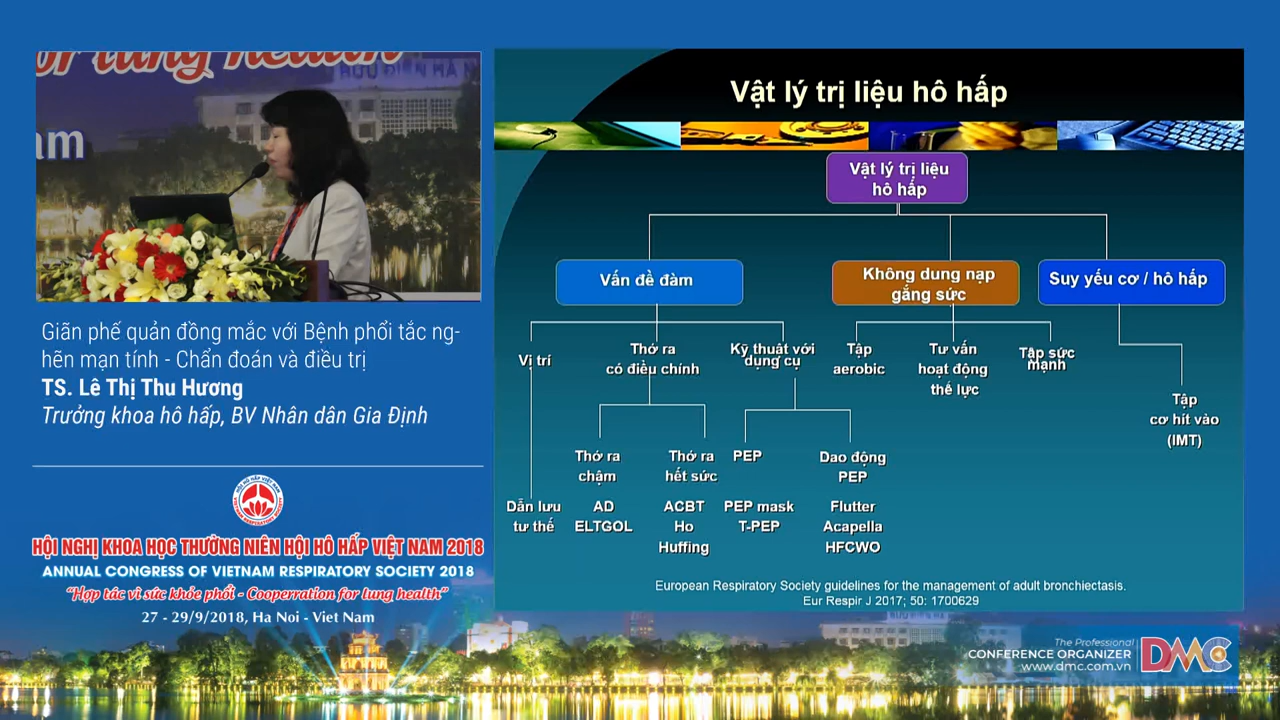 or lung health
BƯU ĐIỆN HÀ N
am
Giãn phế quản đồng mắc với Bệnh phổi tắc ng-
hẽn mạn tính - Chẩn đoán và điều trị
TS. Lê Thị Thu Hương
Trưởng khoa hô hấp, BV Nhân dân Gia Định
HỘI NGHỊ KHOA HỌC THƯỜNG NIÊN HỘI HÔ HẤP VIỆT NAM 2018
ANNUAL CONGRESS OF VIETNAM RESPIRATORY SOCIETY 2018
“Hợp tác vì sức khỏe phổi - Cooperration for lung health”
27 - 29/9/2018, Ha Noi - Viet Nam
Vật lý trị liệu hô hấp
Vật lý trị liệu
hô hấp
Vấn đề đàm
Không dung nạp
gắng sức
Suy yếu cơ / hô hấp
Vị trí
Thở ra
có điều chỉnh
Kỹ thuật với
dụng cụ
Tập
aerobic
Tư vấn
hoạt động
thể lực
Tập sức
mạnh
Tập
cơ hít vào
(IMT)
Thở ra
chậm
Thở ra
hết sức
PEP
Dao động
PEP
Dẫn lưu
tư thế
AD
ELTGOL
ACBT
Ho
Huffing
PEP mask
T-PEP
Flutter
Acapella
HFCWO
European Respiratory Society guidelines for the management of adult bronchiectasis.
Eur Respir J 2017; 50: 1700629
The Professional
CONFERENCE ORGANIZER
www.dmc.com.vn
DMC